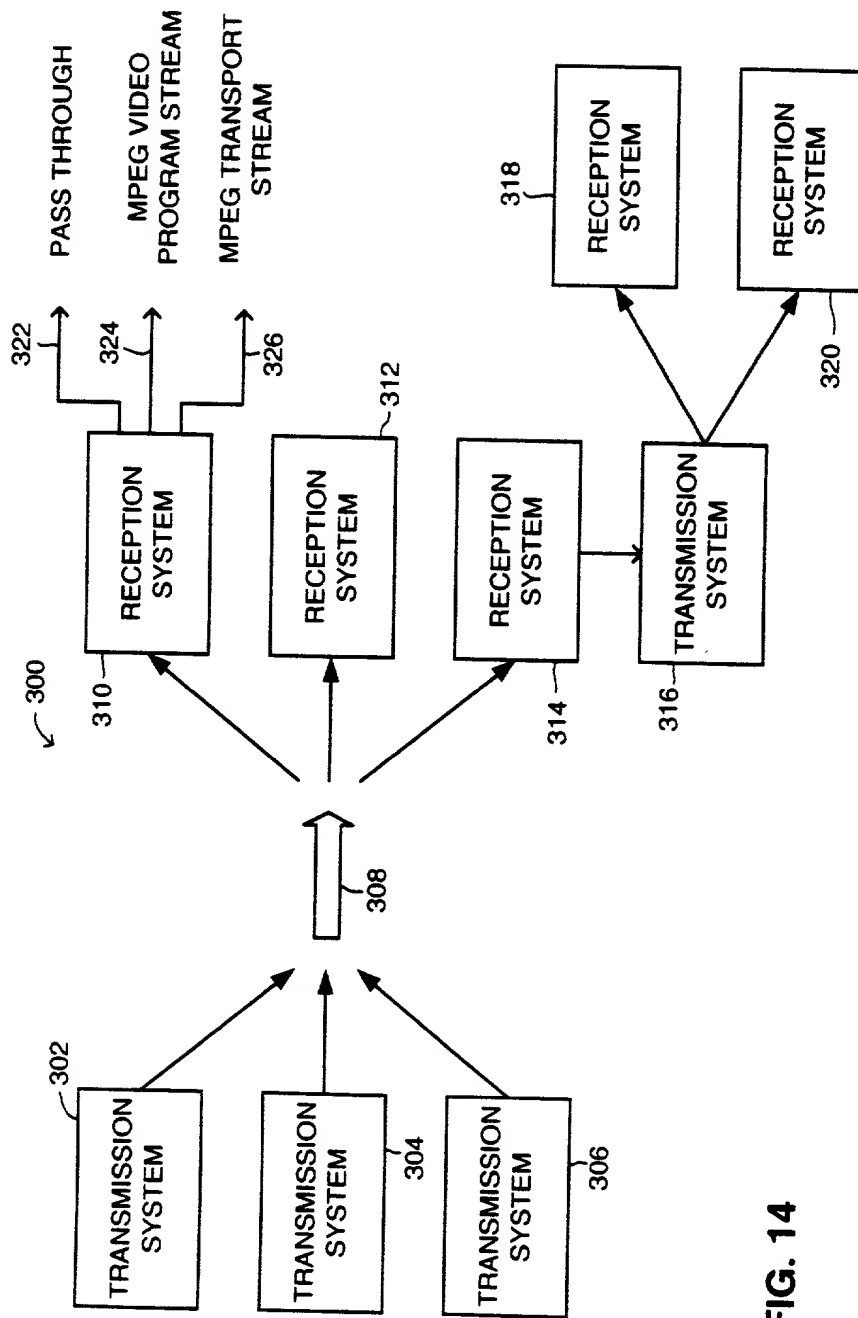 300
302
TRANSMISSION
SYSTEM
TRANSMISSION
SYSTEM
304
TRANSMISSION
SYSTEM
306
308
310
RECEPTION
SYSTEM
322
PASS THROUGH
324
MPEG VIDEO
PROGRAM STREAM
326
MPEG TRANSPORT
STREAM
312
RECEPTION
SYSTEM
314
RECEPTION
SYSTEM
316
TRANSMISSION
SYSTEM
318
RECEPTION
SYSTEM
320
RECEPTION
SYSTEM
FIG. 14